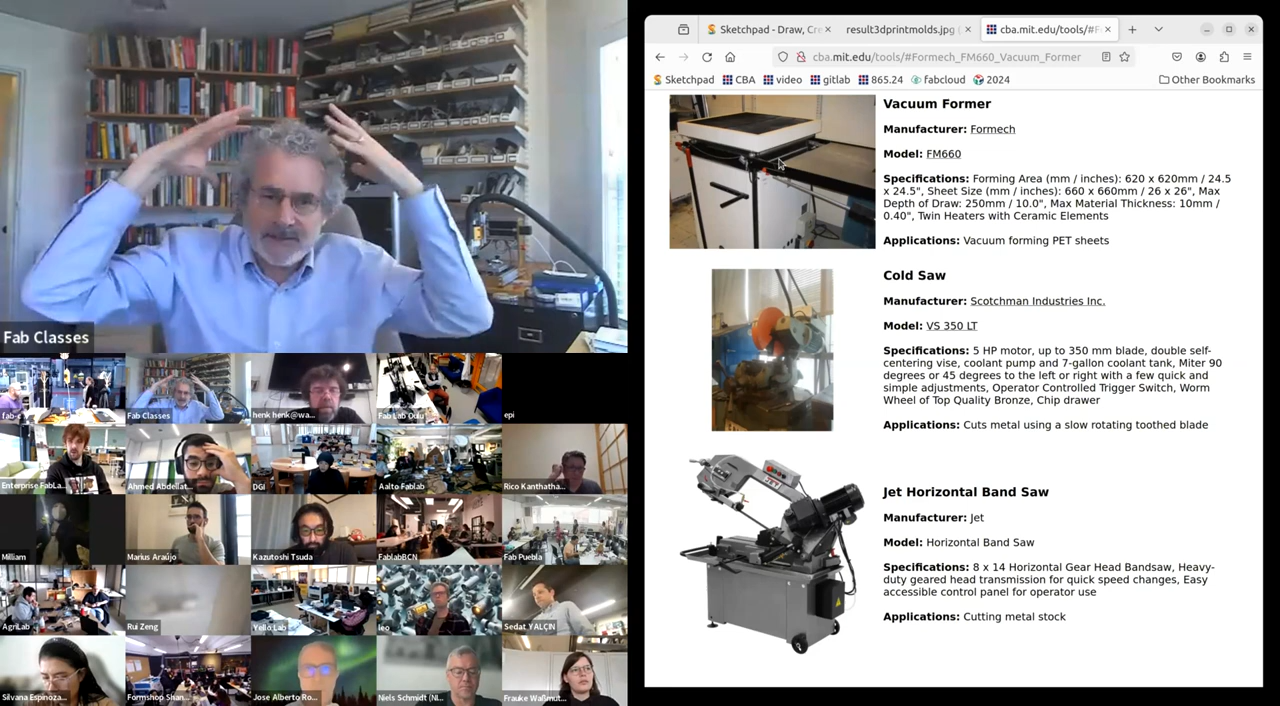 Fab Classes
fab-c
Fab Classes
henk henk@wa...
Fab Lab Oulu
epi
Enterprise FabLa...
Ahmed Abdellat...
DGI
Aalto Fablab
Rico Kanthatha...
Milliam
Marius Araújo
Kazutoshi Tsuda
FablabBCN
Fab Puebla
AgriLab
Rui Zeng
Yello Lab
leo
Sedat YALÇIN
Silvana Espinoza...
Formshop Shan...
Jose Alberto Ro...
Niels Schmidt (NI...
Frauke Waßmut...
Sketchpad - Draw, Cre
result3dprintmolds.jpg (
cba.mit.edu/tools/#F
cba.mit.edu/tools/#Formech_FM660_Vacuum_Former
Sketchpad CBA video gitlab 865.24 fabcloud 2024 Other Bookmarks
Vacuum Former
Manufacturer: Formech
Model: FM660
Specifications: Forming Area (mm / inches): 620 x 620mm / 24.5
x 24.5", Sheet Size (mm / inches): 660 x 660mm / 26 x 26", Max
Depth of Draw: 250mm / 10.0", Max Material Thickness: 10mm /
0.40", Twin Heaters with Ceramic Elements
Applications: Vacuum forming PET sheets
Cold Saw
Manufacturer: Scotchman Industries Inc.
Model: VS 350 LT
Specifications: 5 HP motor, up to 350 mm blade, double self-
centering vise, coolant pump and 7-gallon coolant tank, Miter 90
degrees or 45 degrees to the left or right with a few quick and
simple adjustments, Operator Controlled Trigger Switch, Worm
Wheel of Top Quality Bronze, Chip drawer
Applications: Cuts metal using a slow rotating toothed blade
Jet Horizontal Band Saw
Manufacturer: Jet
Model: Horizontal Band Saw
Specifications: 8 x 14 Horizontal Gear Head Bandsaw, Heavy-
duty geared head transmission for quick speed changes, Easy
accessible control panel for operator use
Applications: Cutting metal stock